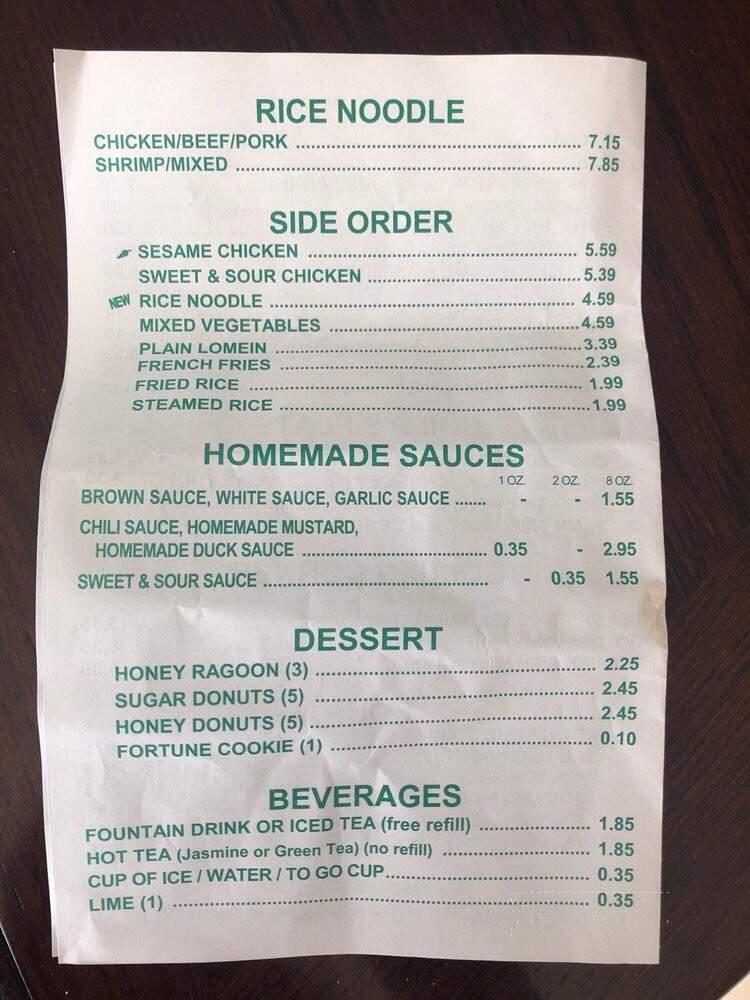 RICE NOODLE
CHICKEN/BEEF/PORK ........ 7.15
SHRIMP/MIXED ........ 7.85
SIDE ORDER
SESAME CHICKEN ........ 5.59
SWEET & SOUR CHICKEN ........ 5.39
NEW RICE NOODLE ........ 4.59
MIXED VEGETABLES ........ 4.59
PLAIN LOMEIN ........ 3.39
FRENCH FRIES ........ 2.39
FRIED RICE ........ 1.99
STEAMED RICE ........ 1.99
HOMEMADE SAUCES
1 OZ. 2 OZ. 8 OZ.
BROWN SAUCE, WHITE SAUCE, GARLIC SAUCE ....... - - 1.55
CHILI SAUCE, HOMEMADE MUSTARD,
HOMEMADE DUCK SAUCE ........ 0.35 - 2.95
SWEET & SOUR SAUCE ........ - 0.35 1.55
DESSERT
HONEY RAGOON (3) ........ 2.25
SUGAR DONUTS (5) ........ 2.45
HONEY DONUTS (5) ........ 2.45
FORTUNE COOKIE (1) ........ 0.10
BEVERAGES
FOUNTAIN DRINK OR ICED TEA (free refill) ........ 1.85
HOT TEA (Jasmine or Green Tea) (no refill) ........ 1.85
CUP OF ICE / WATER / TO GO CUP ........ 0.35
LIME (1) ........ 0.35